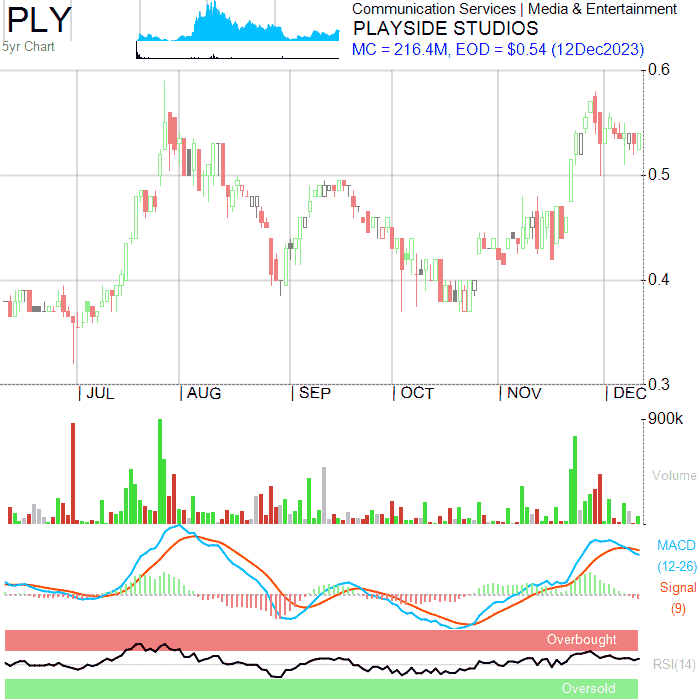 PLY
5yr Chart
Communication Services | Media & Entertainment
PLAYSIDE STUDIOS
MC = 216.4M, EOD = $0.54 (12Dec2023)
0.6
0.5
0.4
0.3
| JUL
| AUG
| SEP
| OCT
| NOV
| DEC
900k
Volume
MACD
(12-26)
Signal
(9)
Overbought
RSI(14)
Oversold